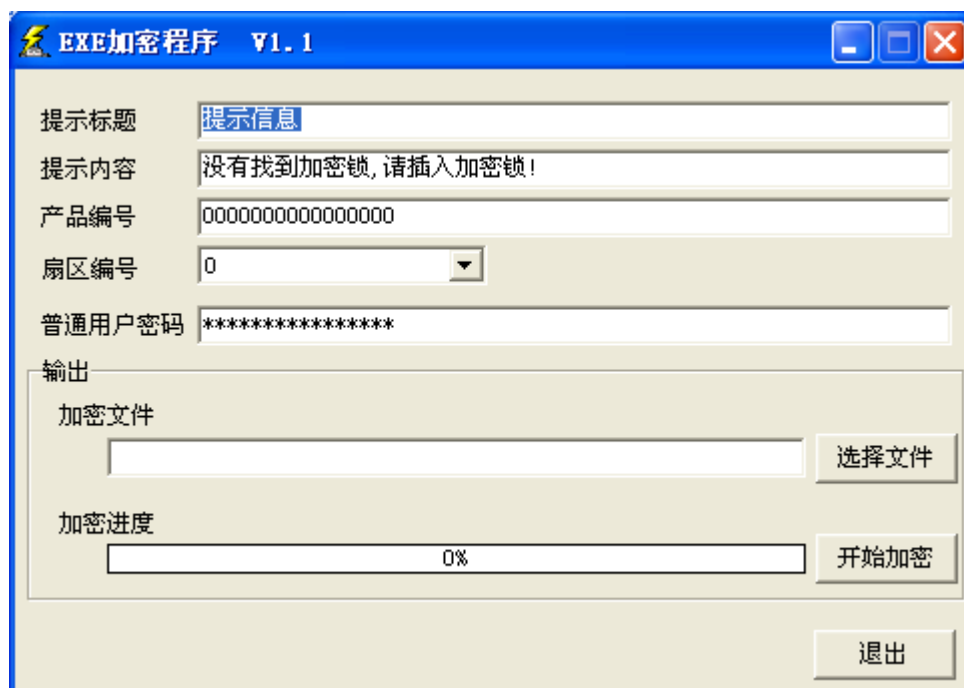 EXE加密程序 V1.1
提示标题 提示信息
提示内容 没有找到加密锁,请插入加密锁!
产品编号 0000000000000000
扇区编号 0
普通用户密码 ****************
输出
加密文件
选择文件
加密进度
0%
开始加密
退出